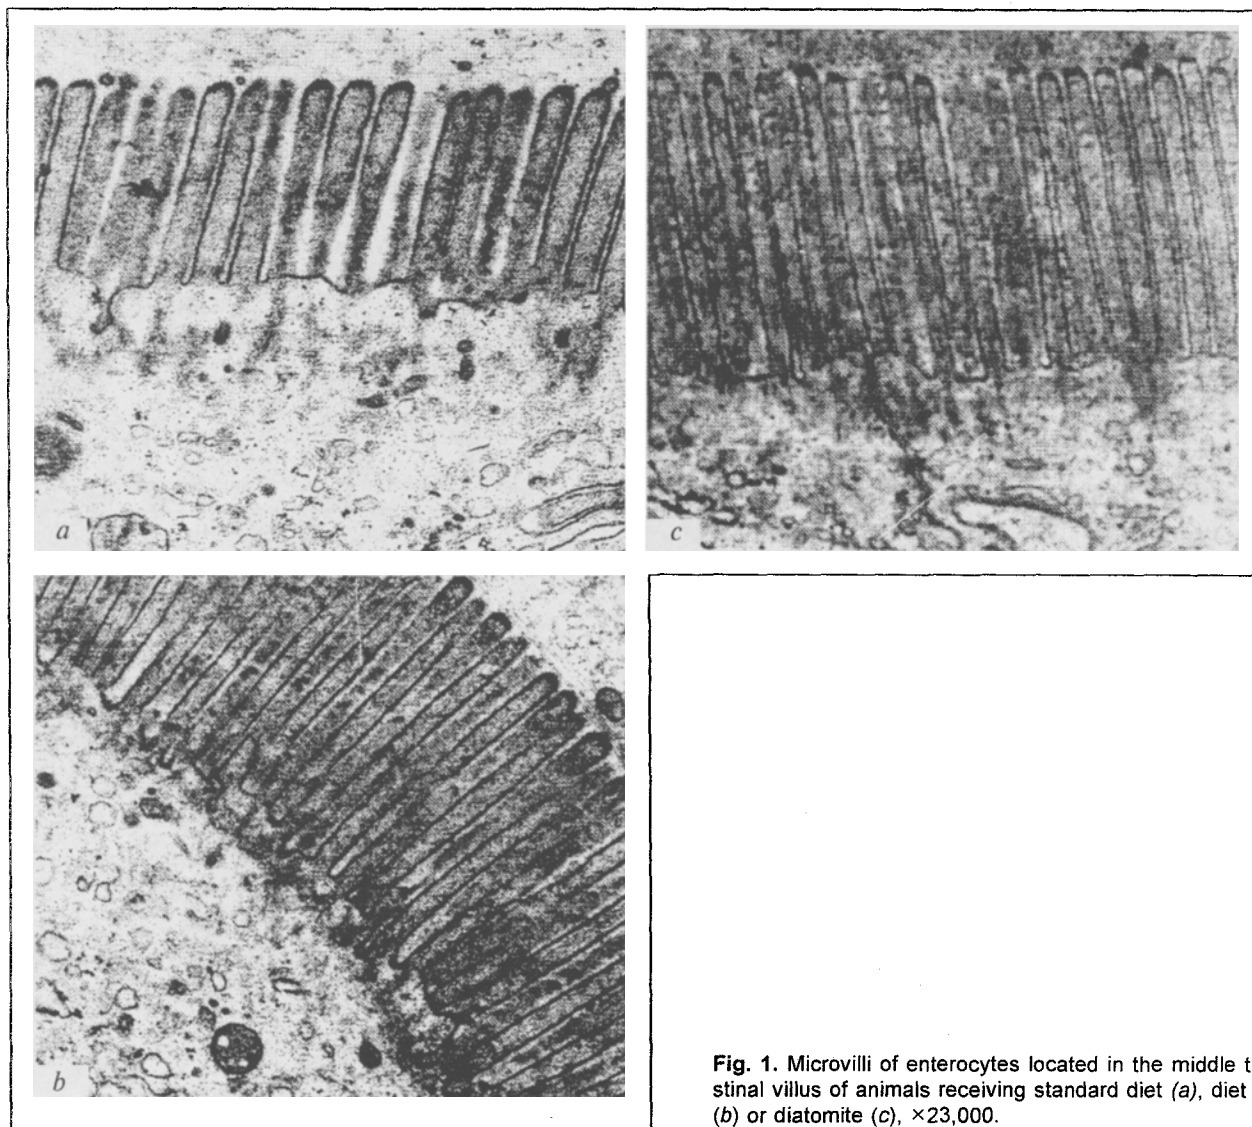 a
c
b
Fig. 1. Microvilli of enterocytes located in the middle t
stinal villus of animals receiving standard diet (a), diet
(b) or diatomite (c), ×23,000.